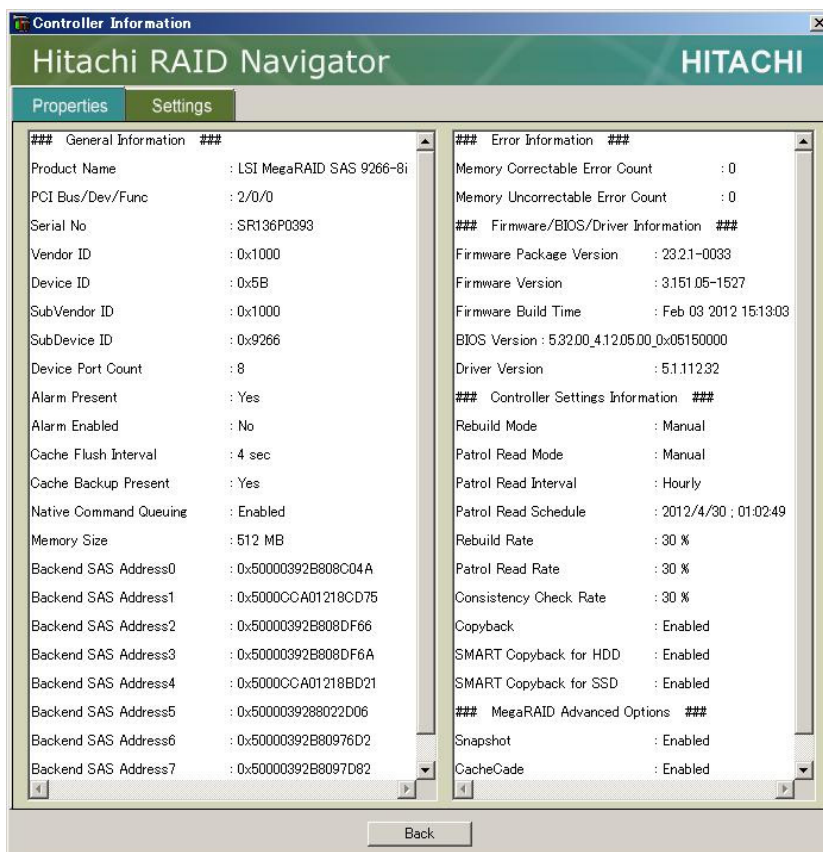 Controller Information
Hitachi RAID Navigator
HITACHI
Properties
Settings
### General Information ###
Product Name : LSI MegaRAID SAS 9266-8i
PCI Bus/Dev/Func : 2/0/0
Serial No : SR136P0393
Vendor ID : 0x1000
Device ID : 0x5B
SubVendor ID : 0x1000
SubDevice ID : 0x9266
Device Port Count : 8
Alarm Present : Yes
Alarm Enabled : No
Cache Flush Interval : 4 sec
Cache Backup Present : Yes
Native Command Queuing : Enabled
Memory Size : 512 MB
Backend SAS Address0 : 0x50000392B808C04A
Backend SAS Address1 : 0x5000CCA01218CD75
Backend SAS Address2 : 0x50000392B808DF66
Backend SAS Address3 : 0x50000392B808DF6A
Backend SAS Address4 : 0x5000CCA01218BD21
Backend SAS Address5 : 0x5000039288022D06
Backend SAS Address6 : 0x50000392B80976D2
Backend SAS Address7 : 0x50000392B8097D82
### Error Information ###
Memory Correctable Error Count : 0
Memory Uncorrectable Error Count : 0
### Firmware/BIOS/Driver Information ###
Firmware Package Version : 23.2.1-0033
Firmware Version : 3.151.05-1527
Firmware Build Time : Feb 03 2012 15:13:03
BIOS Version : 5.32.00_4.12.05.00_0x05150000
Driver Version : 5.1.112.32
### Controller Settings Information ###
Rebuild Mode : Manual
Patrol Read Mode : Manual
Patrol Read Interval : Hourly
Patrol Read Schedule : 2012/4/30 ; 01:02:49
Rebuild Rate : 30 %
Patrol Read Rate : 30 %
Consistency Check Rate : 30 %
Copyback : Enabled
SMART Copyback for HDD : Enabled
SMART Copyback for SSD : Enabled
### MegaRAID Advanced Options ###
Snapshot : Enabled
CacheCade : Enabled
Back